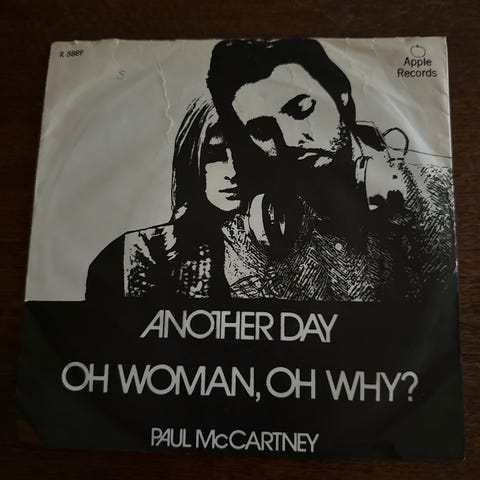 R 5889
S
Apple
Records
ANOTHER DAY
OH WOMAN, OH WHY?
PAUL McCARTNEY